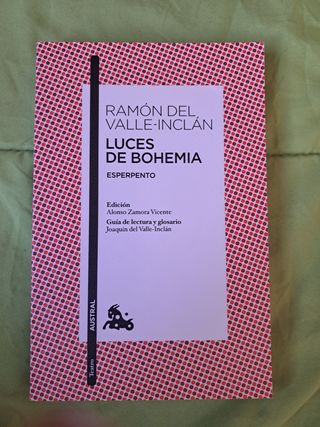 RAMÓN DEL
VALLE-INCLÁN
LUCES
DE BOHEMIA
ESPERPENTO
Edición
Alonso Zamora Vicente
Guía de lectura y glosario
Joaquín del Valle-Inclán
AUSTRAL
Teatro